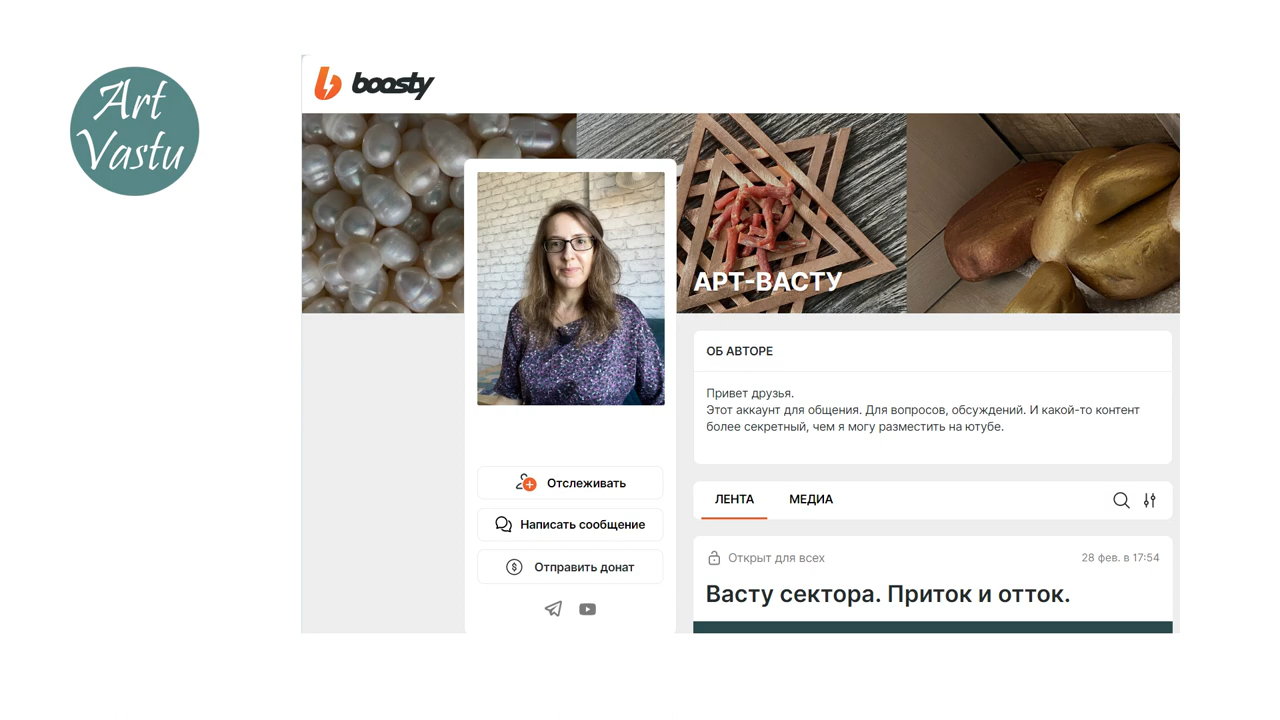 Art
Vastu
boosty
АРТ-ВАСТУ
ОБ АВТОРЕ
Привет друзья.
Этот аккаунт для общения. Для вопросов, обсуждений. И какой-то контент
более секретный, чем я могу разместить на ютубе.
Отслеживать
Написать сообщение
Отправить донат
ЛЕНТА МЕДИА
Открыт для всех 28 фев. в 17:54
Васту сектора. Приток и отток.